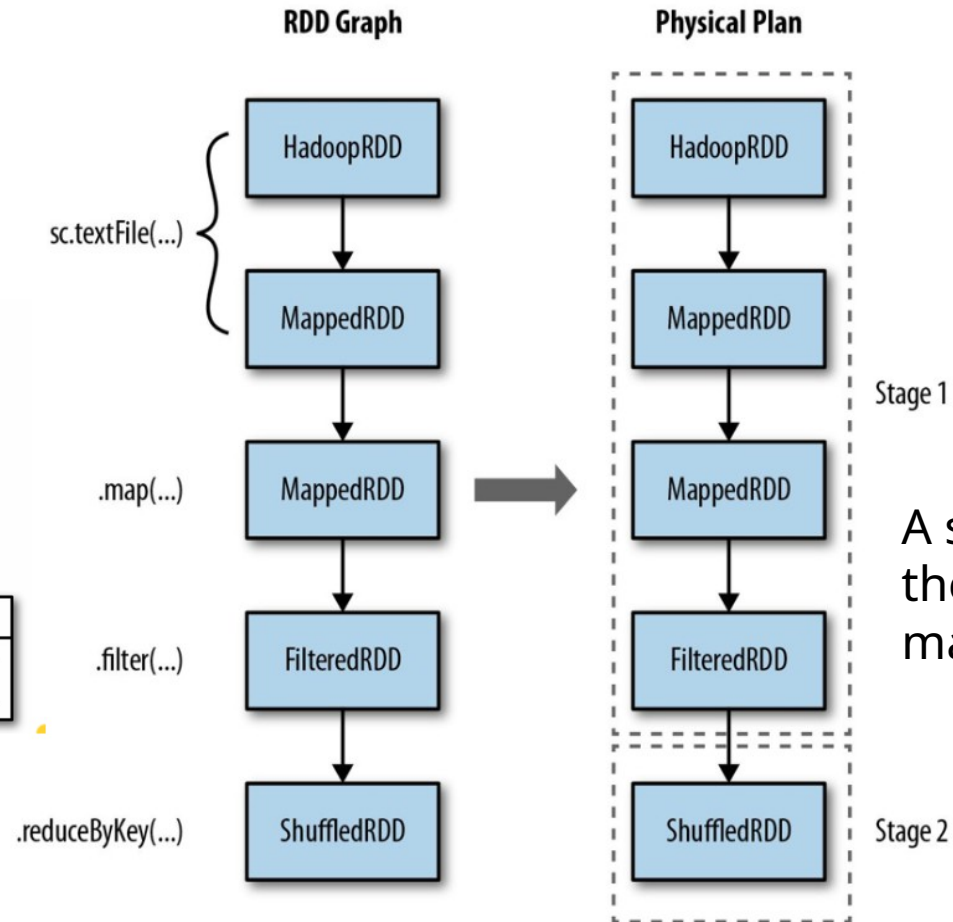 RDD Graph
Physical Plan
HadoopRDD
HadoopRDD
sc.textFile(...)
MappedRDD
MappedRDD
Stage 1
.map(...)
MappedRDD
MappedRDD
A s
the
ma
.filter(...)
FilteredRDD
FilteredRDD
.reduceByKey(...)
ShuffledRDD
ShuffledRDD
Stage 2